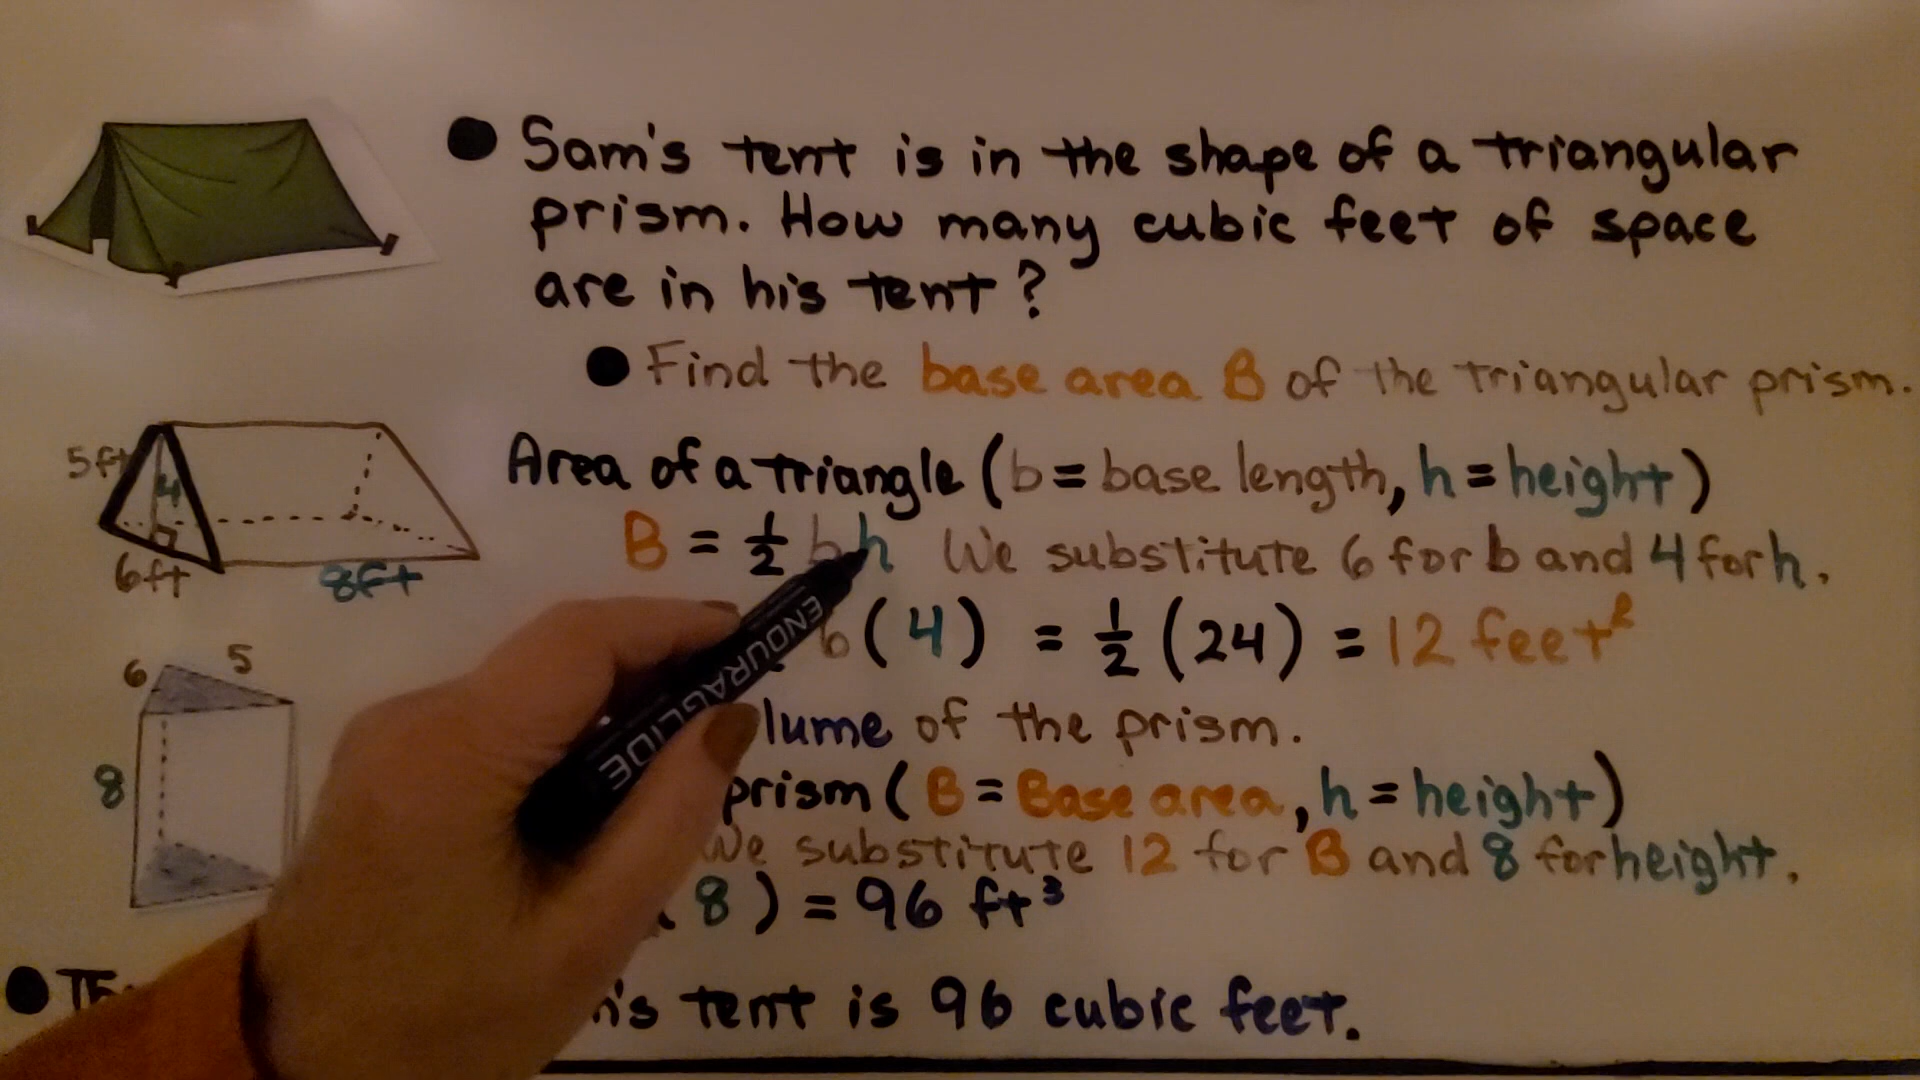 Sam's tent is in the shape of a triangular
prism. How many cubic feet of space
are in his tent?
Find the base area B of the triangular prism.
5ft
4
6ft
8ft
Area of a triangle (b = base length, h = height)
B = 1/2 bh We substitute 6 for b and 4 for h.
6(4) = 1/2 (24) = 12 feet²
6 5
8
lume of the prism.
prism (B = Base area, h = height)
We substitute 12 for B and 8 for height.
8) = 96 ft³
's tent is 96 cubic feet.
ENDURAGLIDE